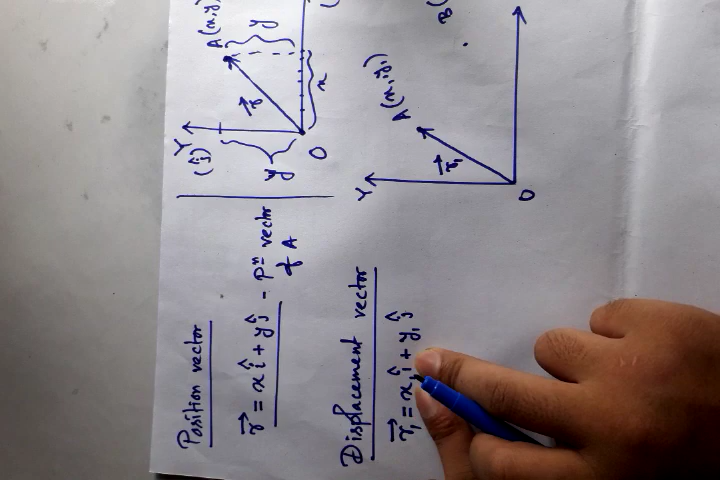 Position vector
r⃗ = x î + y ĵ - Pⁿ vector
of A
Y
(ĵ)
y
O
r⃗
A(x,y)
y
x
Displacement vector
r⃗₁ = x₁ î + y₁ ĵ
Y
O
r⃗₁
A(x₁,y₁)
B(